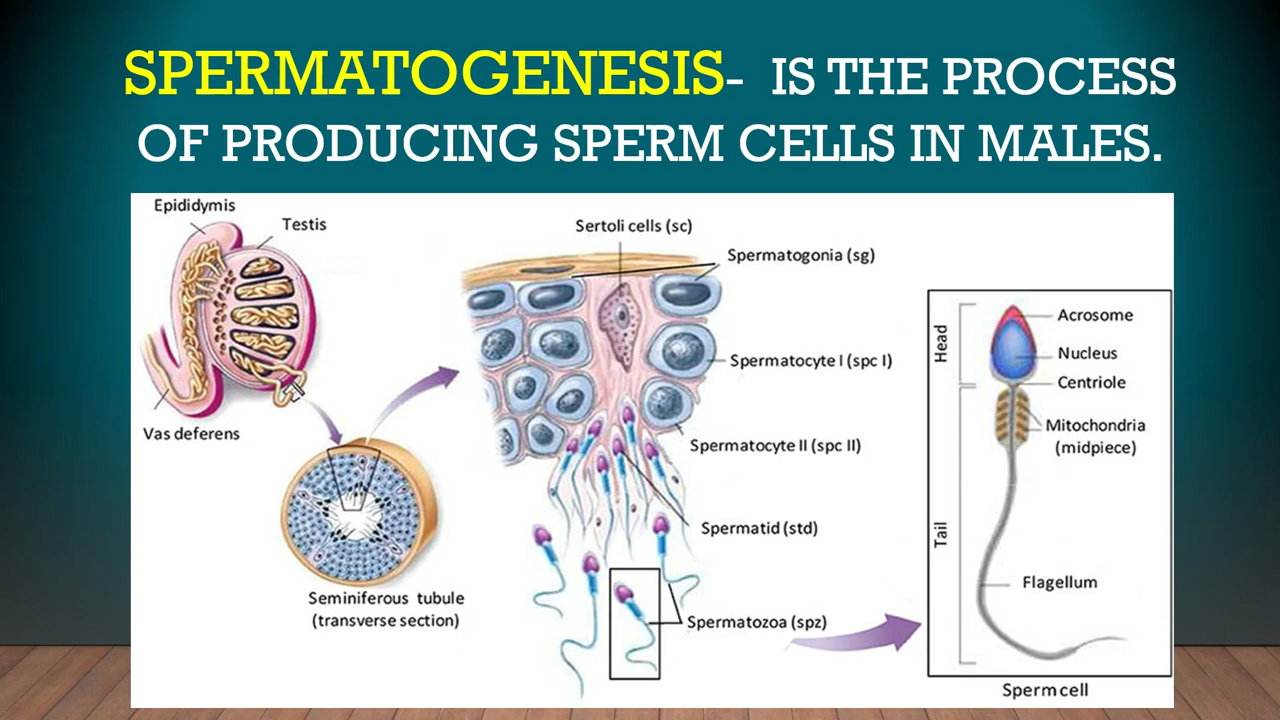 SPERMATOGENESIS- IS THE PROCESS
OF PRODUCING SPERM CELLS IN MALES.
Epididymis
Testis
Vas deferens
Seminiferous tubule
(transverse section)
Sertoli cells (sc)
Spermatogonia (sg)
Spermatocyte I (spc I)
Spermatocyte II (spc II)
Spermatid (std)
Spermatozoa (spz)
Head
Acrosome
Nucleus
Centriole
Mitochondria
(midpiece)
Tail
Flagellum
Sperm cell